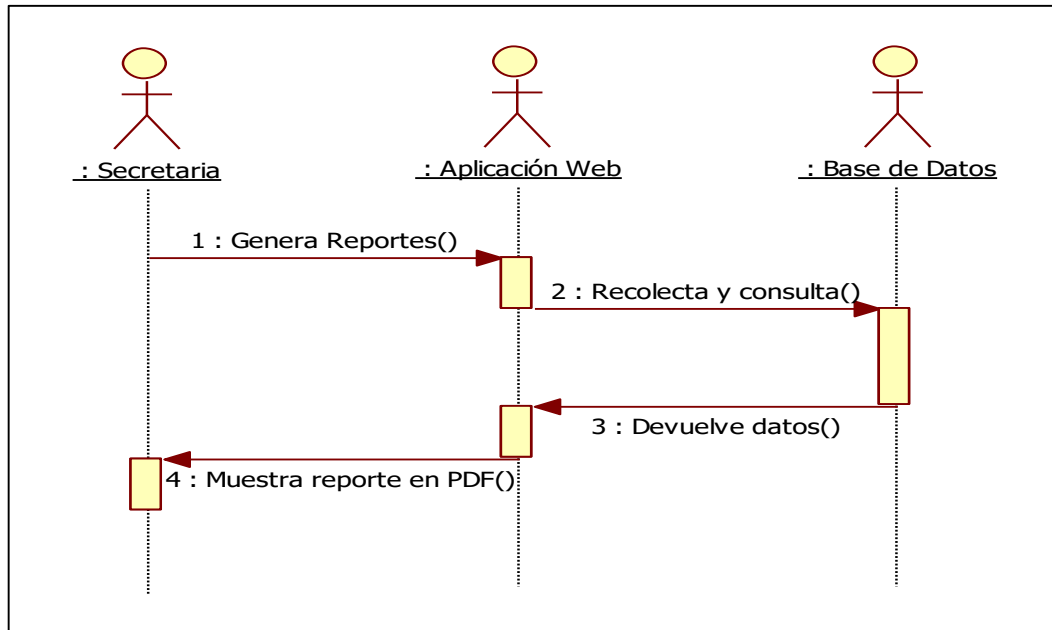 : Secretaria
: Aplicación Web
: Base de Datos
1 : Genera Reportes()
2 : Recolecta y consulta()
3 : Devuelve datos()
4 : Muestra reporte en PDF()